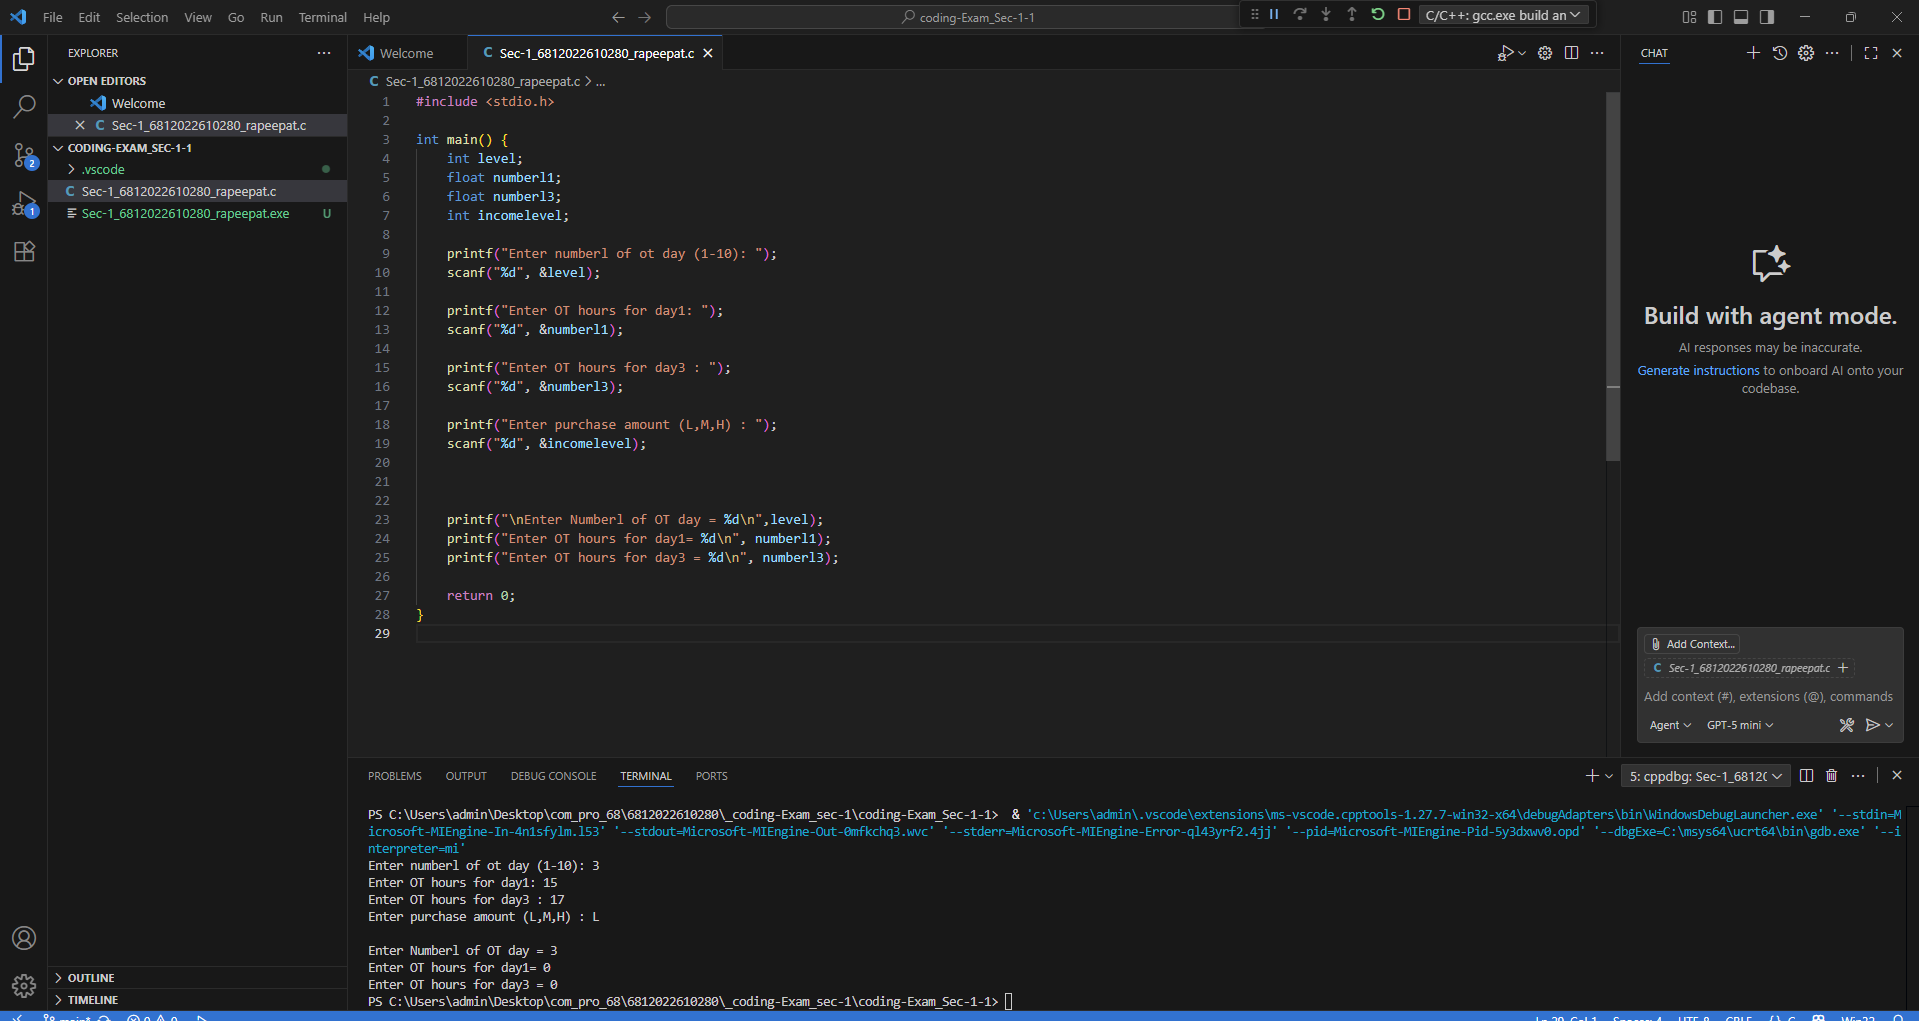 File Edit Selection View Go Run Terminal Help
coding-Exam_Sec-1-1
C/C++: gcc.exe build an
EXPLORER
OPEN EDITORS
Welcome
C Sec-1_6812022610280_rapeepat.c
CODING-EXAM_SEC-1-1
.vscode
C Sec-1_6812022610280_rapeepat.c
Sec-1_6812022610280_rapeepat.exe U
2
1
OUTLINE
TIMELINE
Welcome
C Sec-1_6812022610280_rapeepat.c
C Sec-1_6812022610280_rapeepat.c > ...
1 #include <stdio.h>
2
3 int main() {
4 int level;
5 float numberl1;
6 float numberl3;
7 int incomelevel;
8
9 printf("Enter numberl of ot day (1-10): ");
10 scanf("%d", &level);
11
12 printf("Enter OT hours for day1: ");
13 scanf("%d", &numberl1);
14
15 printf("Enter OT hours for day3 : ");
16 scanf("%d", &numberl3);
17
18 printf("Enter purchase amount (L,M,H) : ");
19 scanf("%d", &incomelevel);
20
21
22
23 printf("\nEnter Numberl of OT day = %d\n",level);
24 printf("Enter OT hours for day1= %d\n", numberl1);
25 printf("Enter OT hours for day3 = %d\n", numberl3);
26
27 return 0;
28 }
29
CHAT
Build with agent mode.
AI responses may be inaccurate.
Generate instructions to onboard AI onto your
codebase.
Add Context...
C Sec-1_6812022610280_rapeepat.c
Add context (#), extensions (@), commands
Agent GPT-5 mini
PROBLEMS OUTPUT DEBUG CONSOLE TERMINAL PORTS
5: cppdbg: Sec-1_6812(
PS C:\Users\admin\Desktop\com_pro_68\6812022610280\_coding-Exam_sec-1\coding-Exam_Sec-1-1> & 'c:\Users\admin\.vscode\extensions\ms-vscode.cpptools-1.27.7-win32-x64\debugAdapters\bin\WindowsDebugLauncher.exe' '--stdin=M
icrosoft-MIEngine-In-4n1sfylm.l53' '--stdout=Microsoft-MIEngine-Out-0mfkchq3.wvc' '--stderr=Microsoft-MIEngine-Error-ql43yrf2.4jj' '--pid=Microsoft-MIEngine-Pid-5y3dxwv0.opd' '--dbgExe=C:\msys64\ucrt64\bin\gdb.exe' '--i
nterpreter=mi'
Enter numberl of ot day (1-10): 3
Enter OT hours for day1: 15
Enter OT hours for day3 : 17
Enter purchase amount (L,M,H) : L
Enter Numberl of OT day = 3
Enter OT hours for day1= 0
Enter OT hours for day3 = 0
PS C:\Users\admin\Desktop\com_pro_68\6812022610280\_coding-Exam_sec-1\coding-Exam_Sec-1-1>